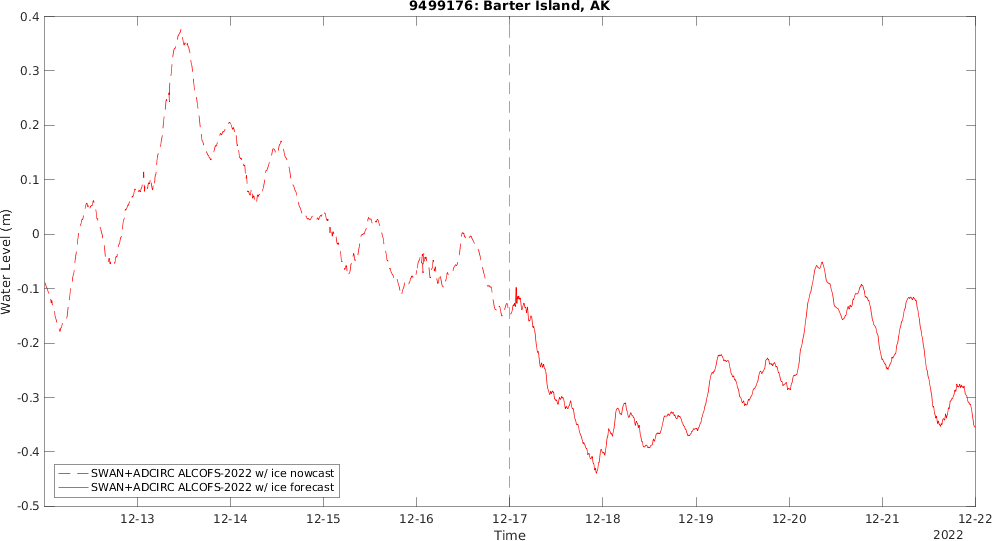 9499176: Barter Island, AK
0.4
0.3
0.2
0.1
0
-0.1
-0.2
-0.3
-0.4
-0.5
Water Level (m)
SWAN+ADCIRC ALCOFS-2022 w/ ice nowcast
SWAN+ADCIRC ALCOFS-2022 w/ ice forecast
12-13 12-14 12-15 12-16 12-17 12-18 12-19 12-20 12-21 12-22
Time
2022